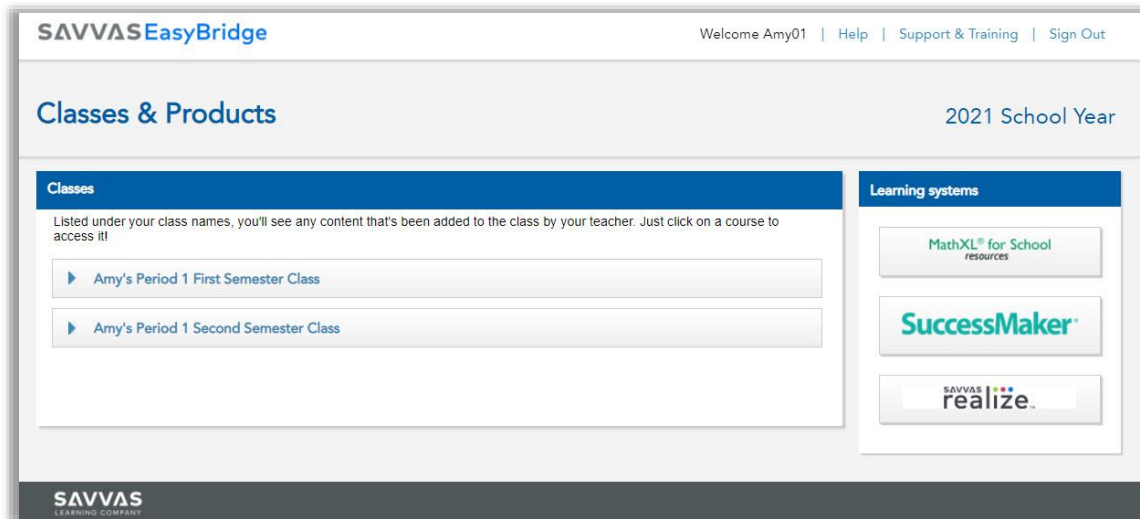 SAVVAS EasyBridge
Welcome Amy01 | Help | Support & Training | Sign Out
Classes & Products
2021 School Year
Classes
Listed under your class names, you'll see any content that's been added to the class by your teacher. Just click on a course to
access it!
Amy's Period 1 First Semester Class
Amy's Period 1 Second Semester Class
Learning systems
MathXL® for School
resources
SuccessMaker®
savvas
realize™
SAVVAS
LEARNING COMPANY